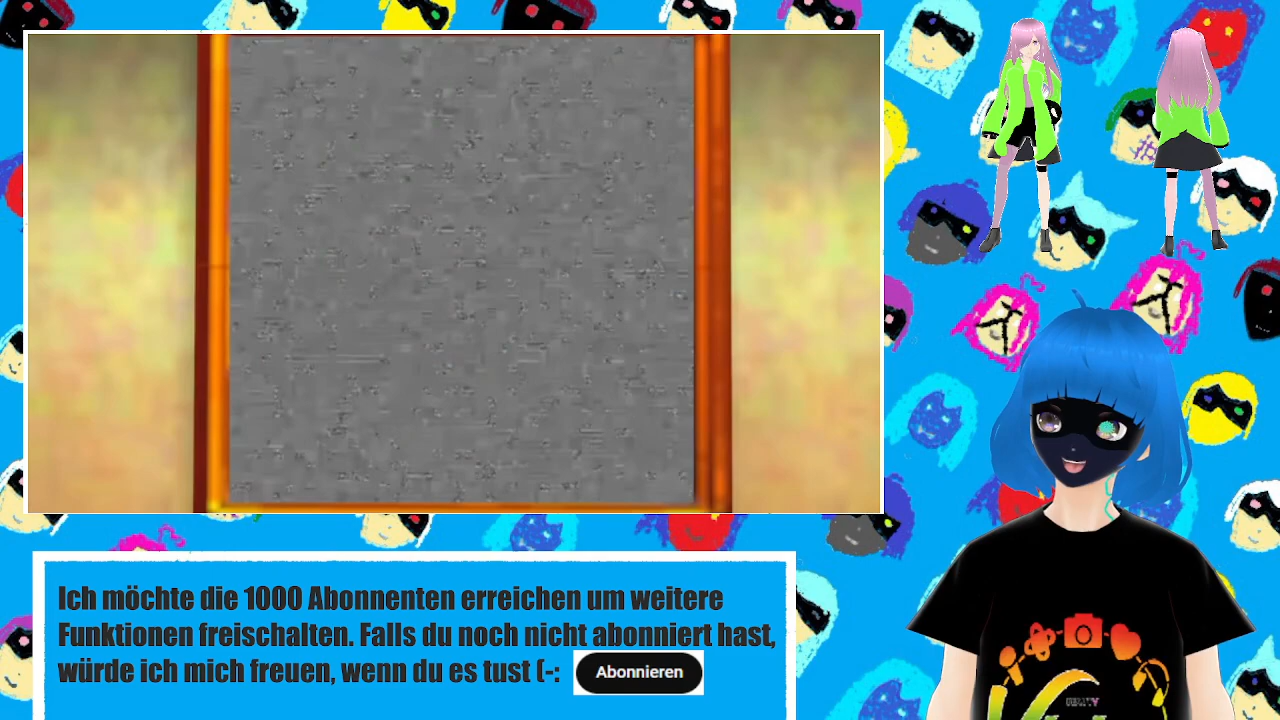 Ich möchte die 1000 Abonnenten erreichen um weitere
Funktionen freischalten. Falls du noch nicht abonniert hast,
würde ich mich freuen, wenn du es tust (-:
Abonnieren